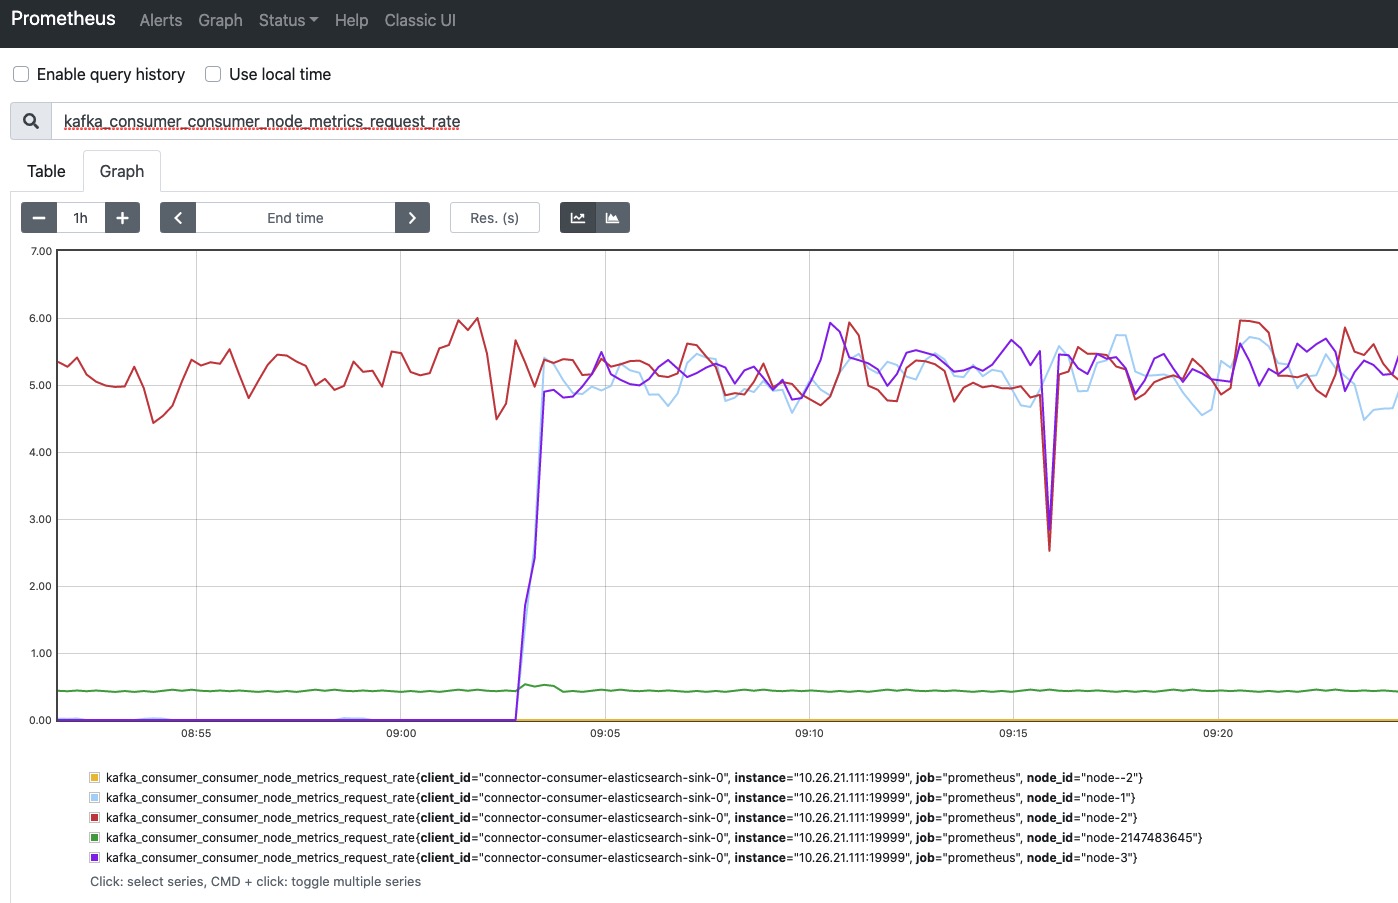 Prometheus Alerts Graph Status Help Classic UI
Enable query history Use local time
kafka_consumer_consumer_node_metrics_request_rate
Table Graph
1h End time Res. (s)
7.00
6.00
5.00
4.00
3.00
2.00
1.00
0.00
08:55 09:00 09:05 09:10 09:15 09:20
kafka_consumer_consumer_node_metrics_request_rate{client_id="connector-consumer-elasticsearch-sink-0", instance="10.26.21.111:19999", job="prometheus", node_id="node--2"}
kafka_consumer_consumer_node_metrics_request_rate{client_id="connector-consumer-elasticsearch-sink-0", instance="10.26.21.111:19999", job="prometheus", node_id="node-1"}
kafka_consumer_consumer_node_metrics_request_rate{client_id="connector-consumer-elasticsearch-sink-0", instance="10.26.21.111:19999", job="prometheus", node_id="node-2"}
kafka_consumer_consumer_node_metrics_request_rate{client_id="connector-consumer-elasticsearch-sink-0", instance="10.26.21.111:19999", job="prometheus", node_id="node-2147483645"}
kafka_consumer_consumer_node_metrics_request_rate{client_id="connector-consumer-elasticsearch-sink-0", instance="10.26.21.111:19999", job="prometheus", node_id="node-3"}
Click: select series, CMD + click: toggle multiple series